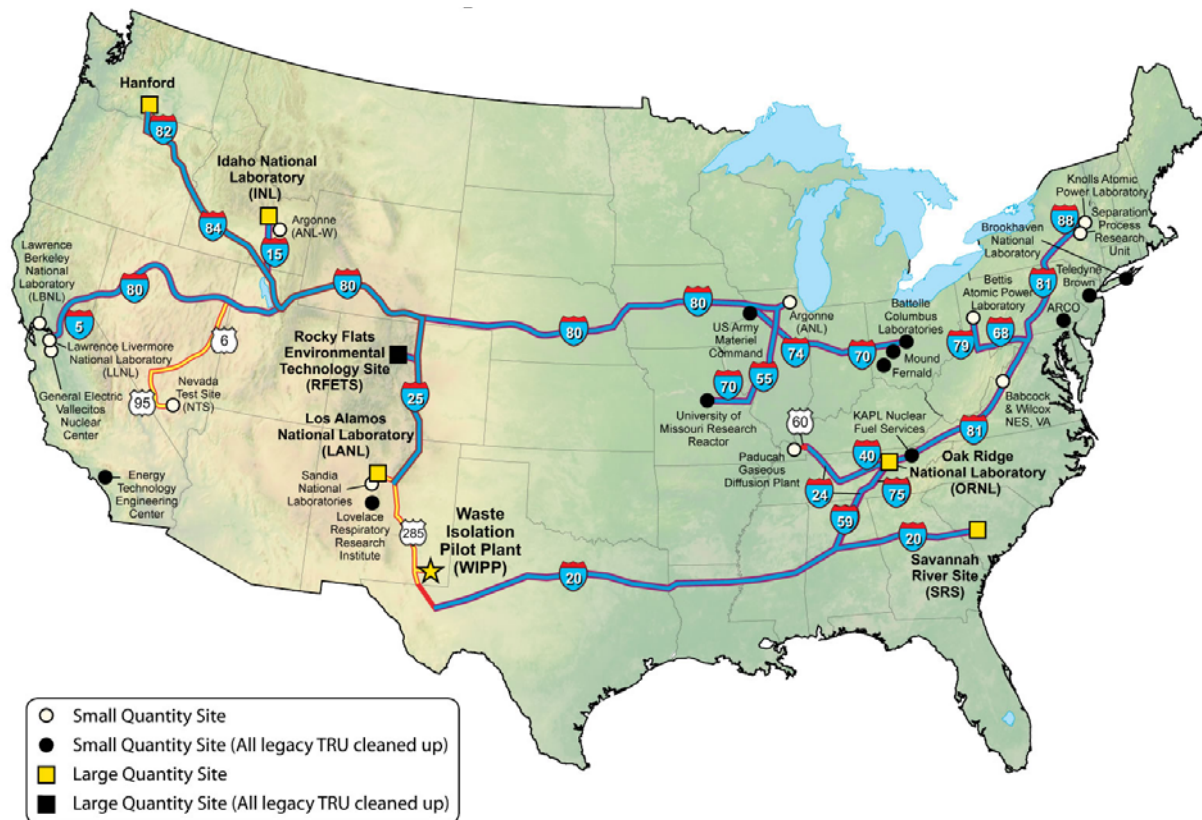 Hanford
82
Idaho National
Laboratory
(INL)
Argonne
(ANL-W)
84
15
Lawrence
Berkeley
National
Laboratory
(LBNL)
80
5
80
6
Lawrence Livermore
National Laboratory
(LLNL)
General Electric
Vallecitos
Nuclear
Center
95
Nevada
Test Site
(NTS)
Energy
Technology
Engineering
Center
Rocky Flats
Environmental
Technology Site
(RFETS)
25
Los Alamos
National Laboratory
(LANL)
Sandia
National
Laboratories
Lovelace
Respiratory
Research
Institute
285
Waste
Isolation
Pilot Plant
(WIPP)
20
80
80
US Army
Materiel
Command
Argonne
(ANL)
74
70
55
70
University of
Missouri Research
Reactor
Battelle
Columbus
Laboratories
Mound
Fernald
60
Paducah
Gaseous
Diffusion Plant
KAPL Nuclear
Fuel Services
40
24
75
59
Oak Ridge
National Laboratory
(ORNL)
20
Savannah
River Site
(SRS)
81
Babcock
& Wilcox
NES, VA
79
68
Bettis
Atomic Power
Laboratory
ARCO
Teledyne
Brown
81
Brookhaven
National
Laboratory
88
Knolls Atomic
Power Laboratory
Separation
Process
Research
Unit
Small Quantity Site
Small Quantity Site (All legacy TRU cleaned up)
Large Quantity Site
Large Quantity Site (All legacy TRU cleaned up)